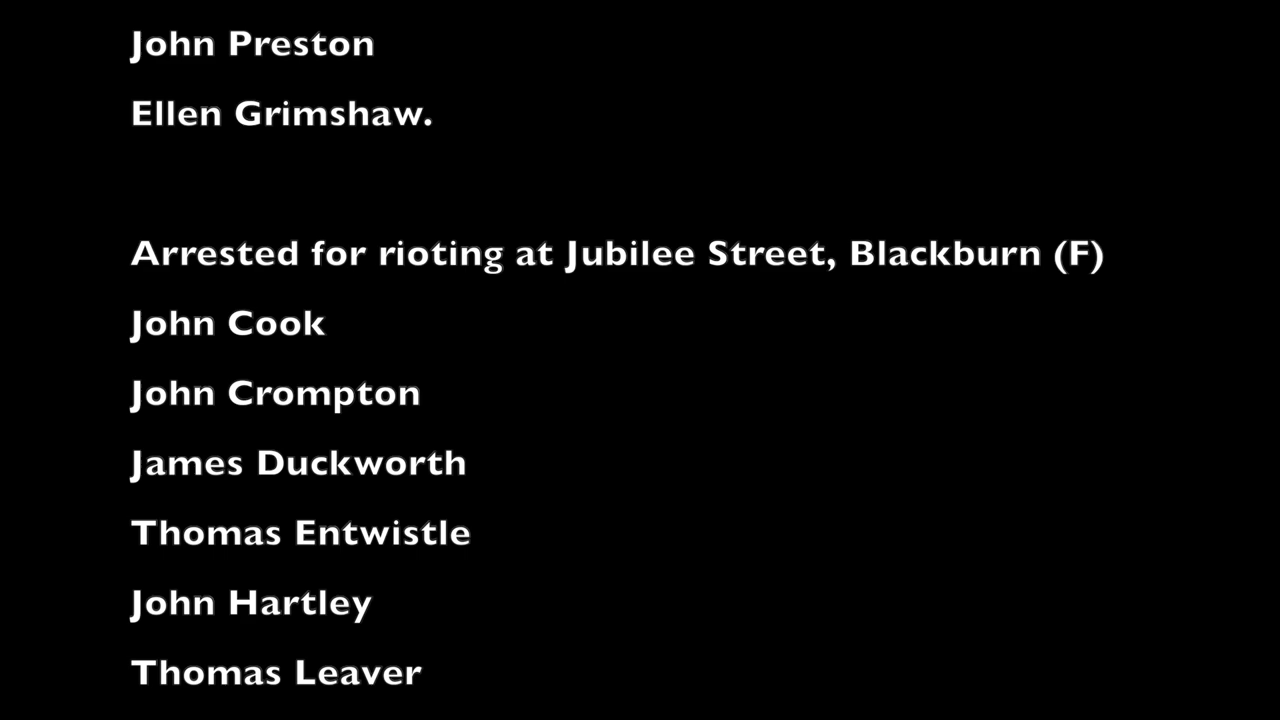 John Preston
Ellen Grimshaw.
Arrested for rioting at Jubilee Street, Blackburn (F)
John Cook
John Crompton
James Duckworth
Thomas Entwistle
John Hartley
Thomas Leaver